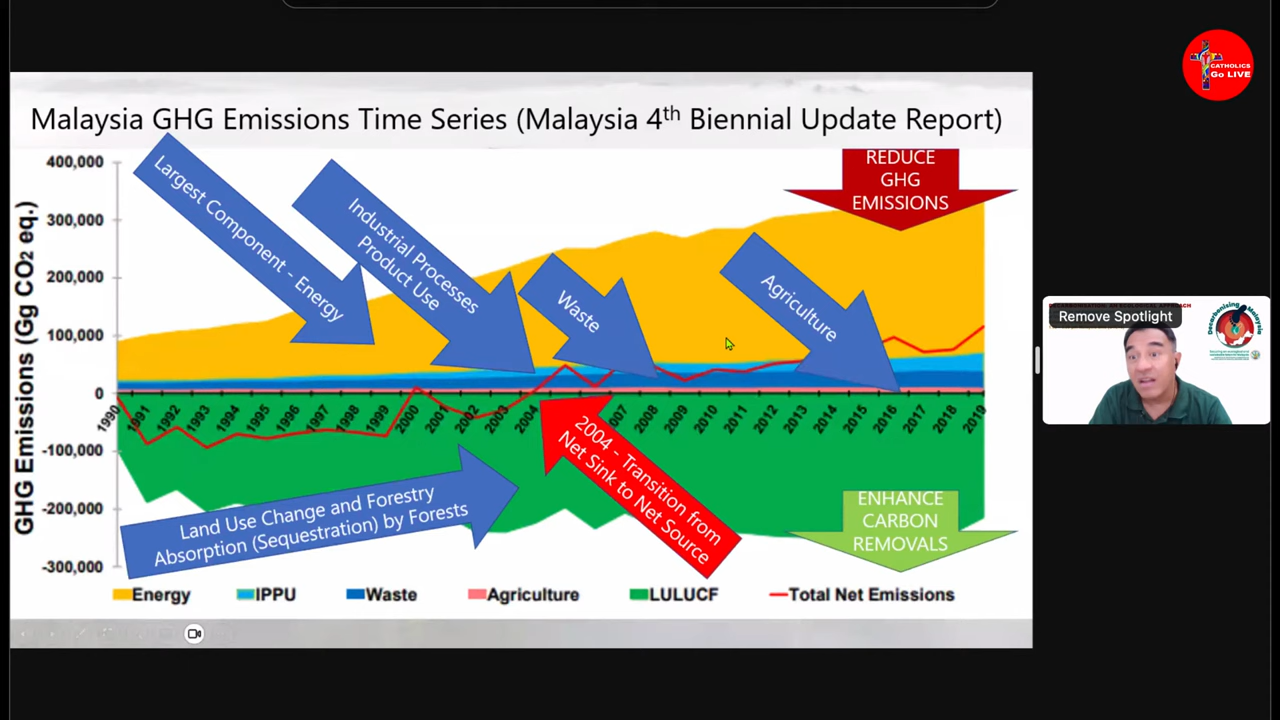 CATHOLICS
Go LIVE
Malaysia GHG Emissions Time Series (Malaysia 4th Biennial Update Report)
GHG Emissions (Gg CO2 eq.)
400,000
300,000
200,000
100,000
0
-100,000
-200,000
-300,000
Largest Component - Energy
Industrial Processes
Product Use
Waste
Agriculture
REDUCE
GHG
EMISSIONS
1990
1991
1992
1993
1994
1995
1996
1997
1998
1999
2000
2001
2002
2003
2004
007
2008
2009
2010
2011
2012
2013
2014
2015
2016
2017
2018
2019
Land Use Change and Forestry
Absorption (Sequestration) by Forests
2004 - Transition from
Net Sink to Net Source
ENHANCE
CARBON
REMOVALS
Energy
IPPU
Waste
Agriculture
LULUCF
Total Net Emissions
Remove Spotlight
Decarbonising Malaysia